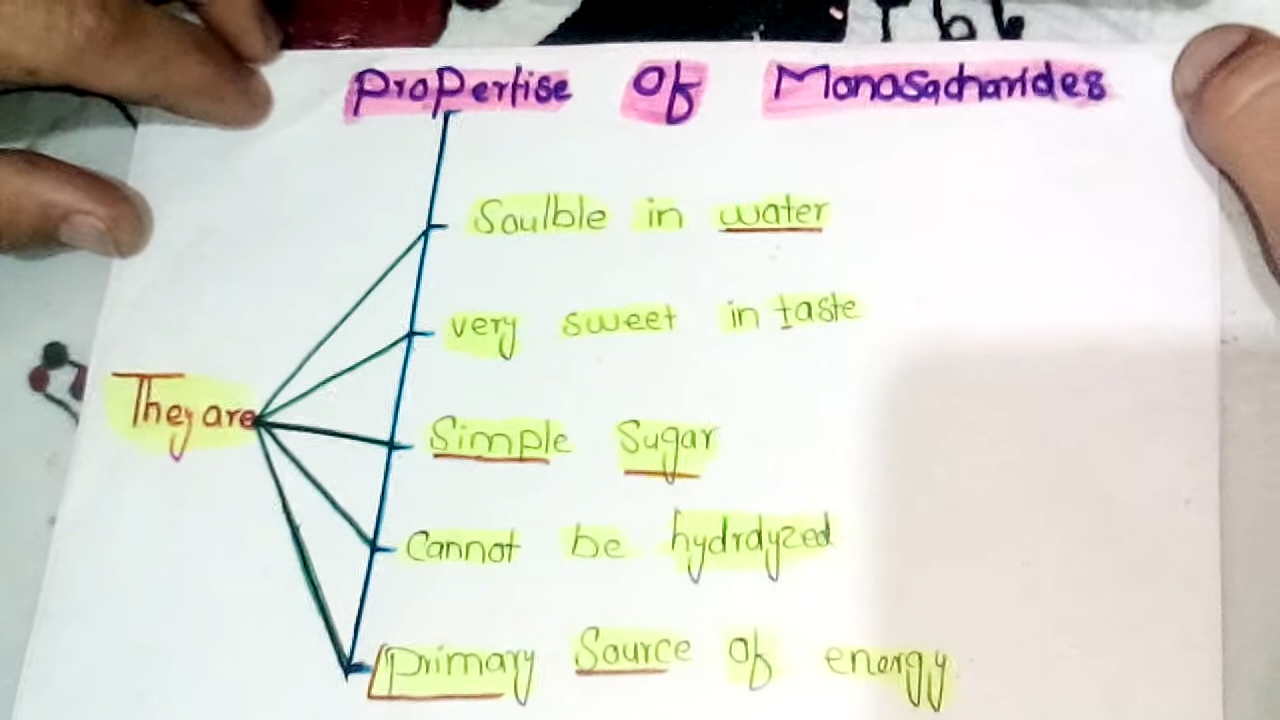 Propertise Of Monosacharides
Soulble in water
very sweet in taste
They are
Simple Sugar
Cannot be hydrolyzed
primary Source of energy